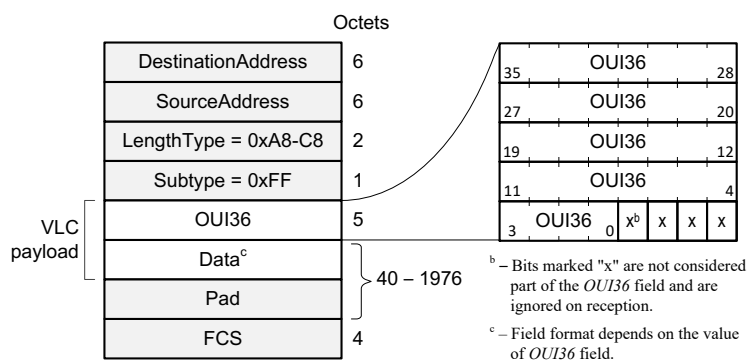 Octets
DestinationAddress 6
SourceAddress 6
LengthType = 0xA8-C8 2
Subtype = 0xFF 1
VLC payload
OUI36 5
Dataᶜ
40 – 1976
Pad
FCS 4
OUI36
35 28
OUI36
27 20
OUI36
19 12
OUI36
11 4
3 OUI36 0 xᵇ x x x
ᵇ – Bits marked "x" are not considered
part of the OUI36 field and are
ignored on reception.
ᶜ – Field format depends on the value
of OUI36 field.